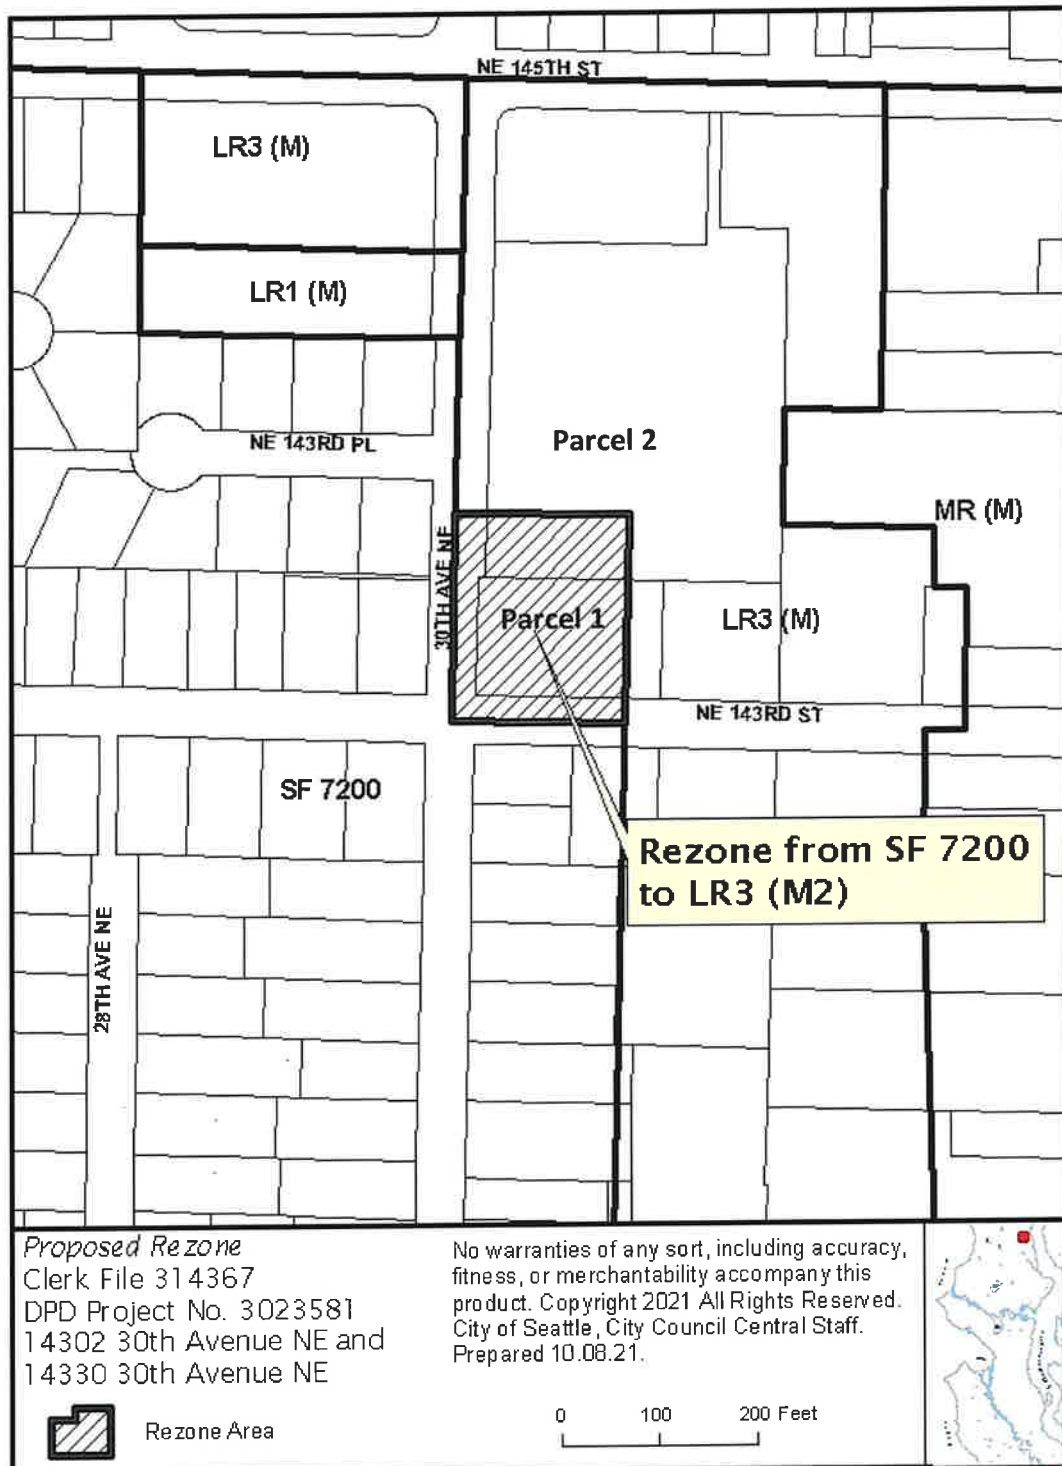 NE 145TH ST
LR3 (M)
LR1 (M)
NE 143RD PL
Parcel 2
MR (M)
30TH AVE NE
Parcel 1
LR3 (M)
NE 143RD ST
SF 7200
Rezone from SF 7200
to LR3 (M2)
28TH AVE NE
Proposed Rezone
Clerk File 314367
DPD Project No. 3023581
14302 30th Avenue NE and
14330 30th Avenue NE
Rezone Area
No warranties of any sort, including accuracy,
fitness, or merchantability accompany this
product. Copyright 2021 All Rights Reserved.
City of Seattle, City Council Central Staff.
Prepared 10.08.21.
0 100 200 Feet